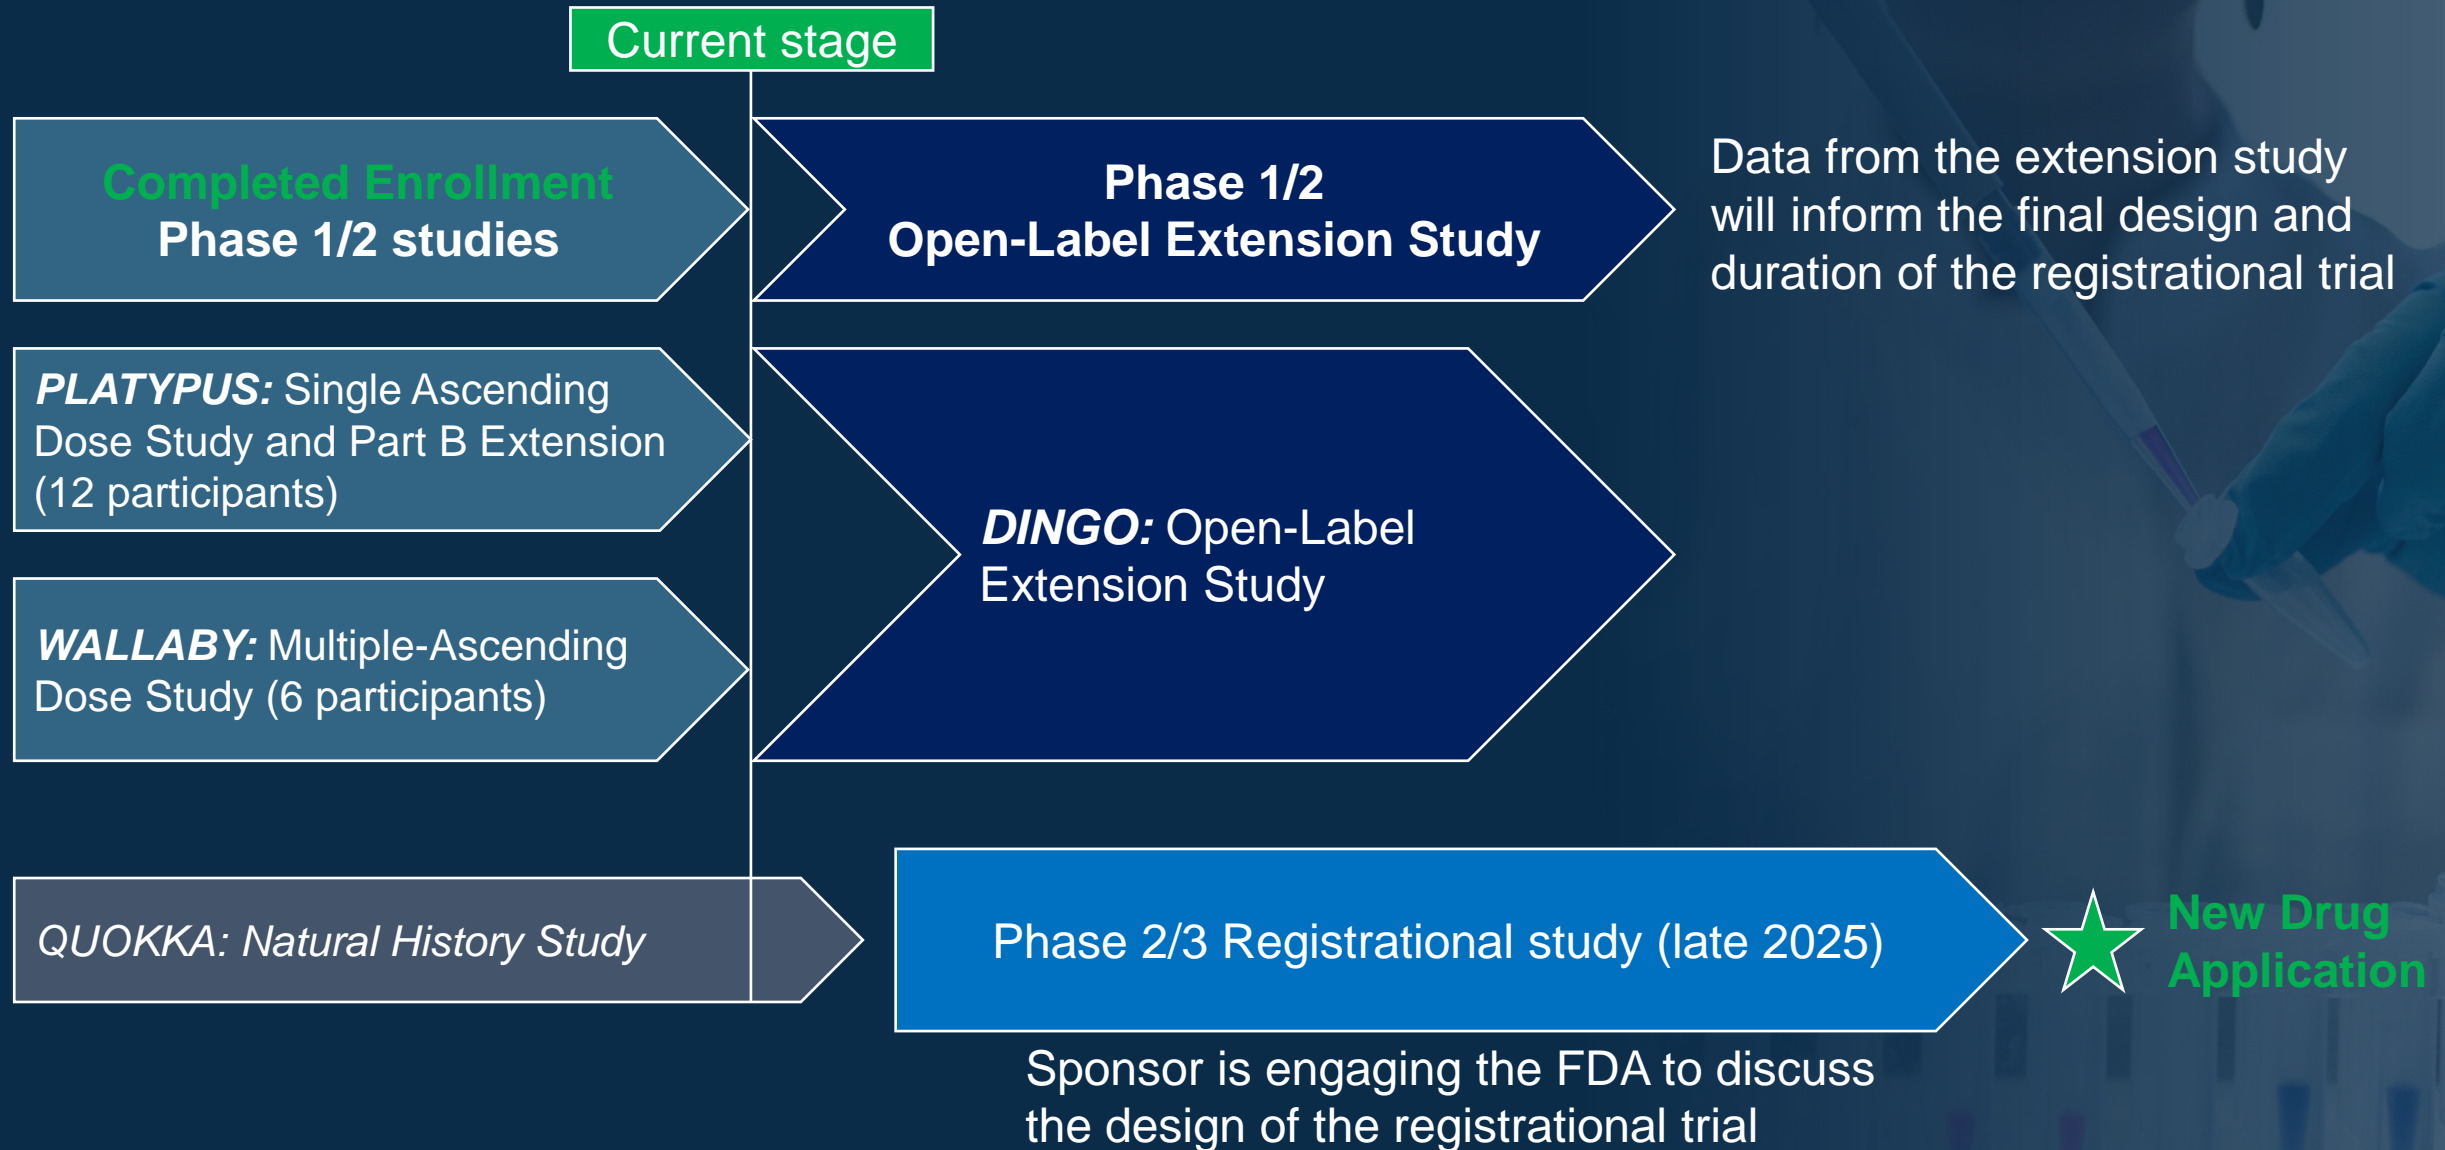 Current stage
Completed Enrollment
Phase 1/2 studies
Phase 1/2
Open-Label Extension Study
Data from the extension study
will inform the final design and
duration of the registrational trial
PLATYPUS: Single Ascending
Dose Study and Part B Extension
(12 participants)
WALLABY: Multiple-Ascending
Dose Study (6 participants)
DINGO: Open-Label
Extension Study
QUOKKA: Natural History Study
Phase 2/3 Registrational study (late 2025)
New Drug
Application
Sponsor is engaging the FDA to discuss
the design of the registrational trial